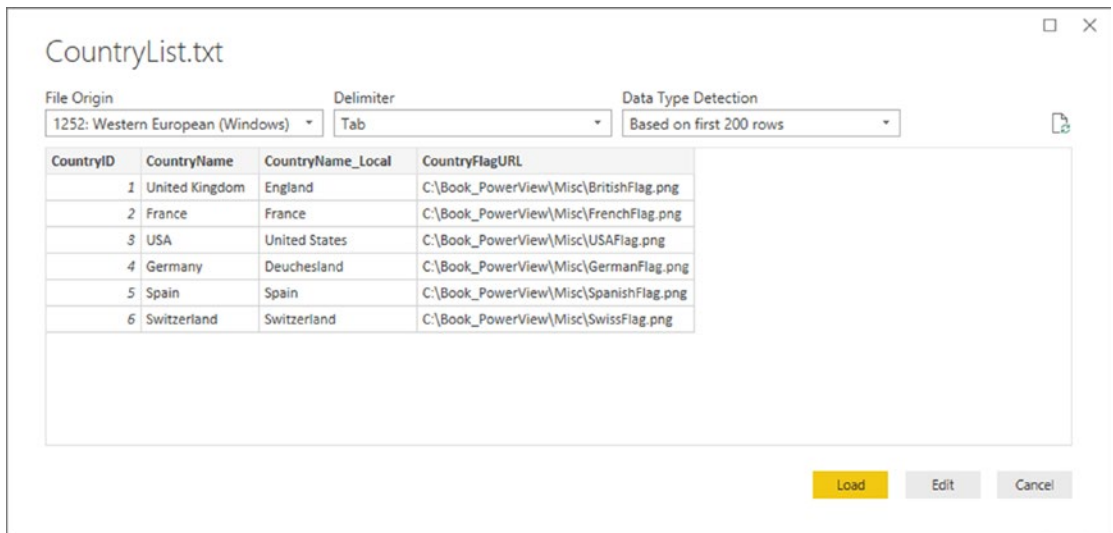 CountryList.txt
File Origin Delimiter Data Type Detection
1252: Western European (Windows) Tab Based on first 200 rows
CountryID CountryName CountryName_Local CountryFlagURL
1 United Kingdom England C:\Book_PowerView\Misc\BritishFlag.png
2 France France C:\Book_PowerView\Misc\FrenchFlag.png
3 USA United States C:\Book_PowerView\Misc\USAFlag.png
4 Germany Deuchesland C:\Book_PowerView\Misc\GermanFlag.png
5 Spain Spain C:\Book_PowerView\Misc\SpanishFlag.png
6 Switzerland Switzerland C:\Book_PowerView\Misc\SwissFlag.png
Load Edit Cancel